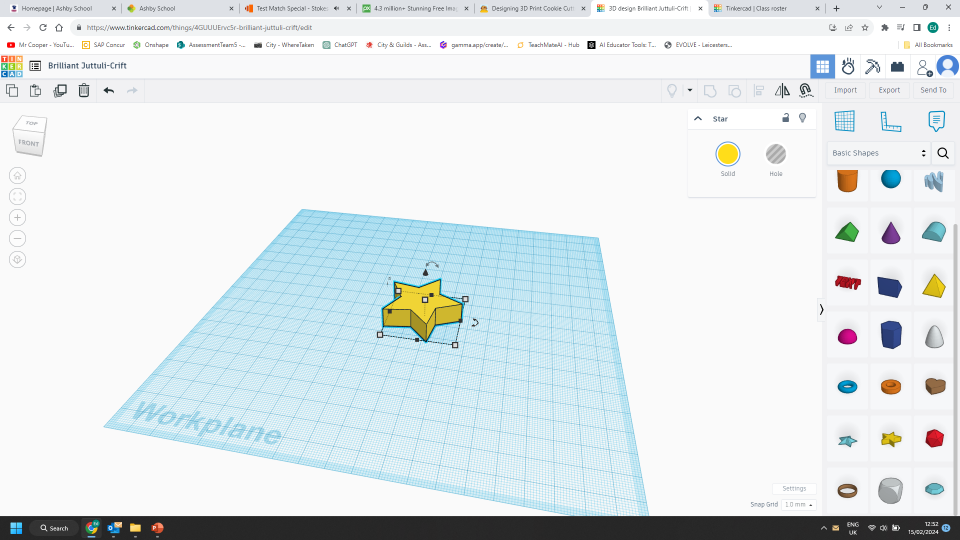 Homepage | Ashby School
Ashby School
Test Match Special - Stokes
4.3 million+ Stunning Free Ima
Designing 3D Print Cookie Cut
3D design Brilliant Juttuli-Crift
Tinkercad | Class roster
https://www.tinkercad.com/things/4GUUUErvc5r-brilliant-juttuli-crift/edit
Ed
Mr Cooper - YouTu...
SAP Concur
Onshape
AssessmentTeam5 -...
City - WhereTaken
ChatGPT
City & Guilds - Ass...
gamma.app/create/...
TeachMateAI - Hub
AI Educator Tools: T...
EVOLVE - Leicesters...
All Bookmarks
TIN
KER
CAD
Brilliant Juttuli-Crift
Import
Export
Send To
TOP
FRONT
Star
Solid
Hole
Basic Shapes
TEXT
Workplane
Settings
Snap Grid
1.0 mm
Search
ENG
UK
12:52
15/02/2024